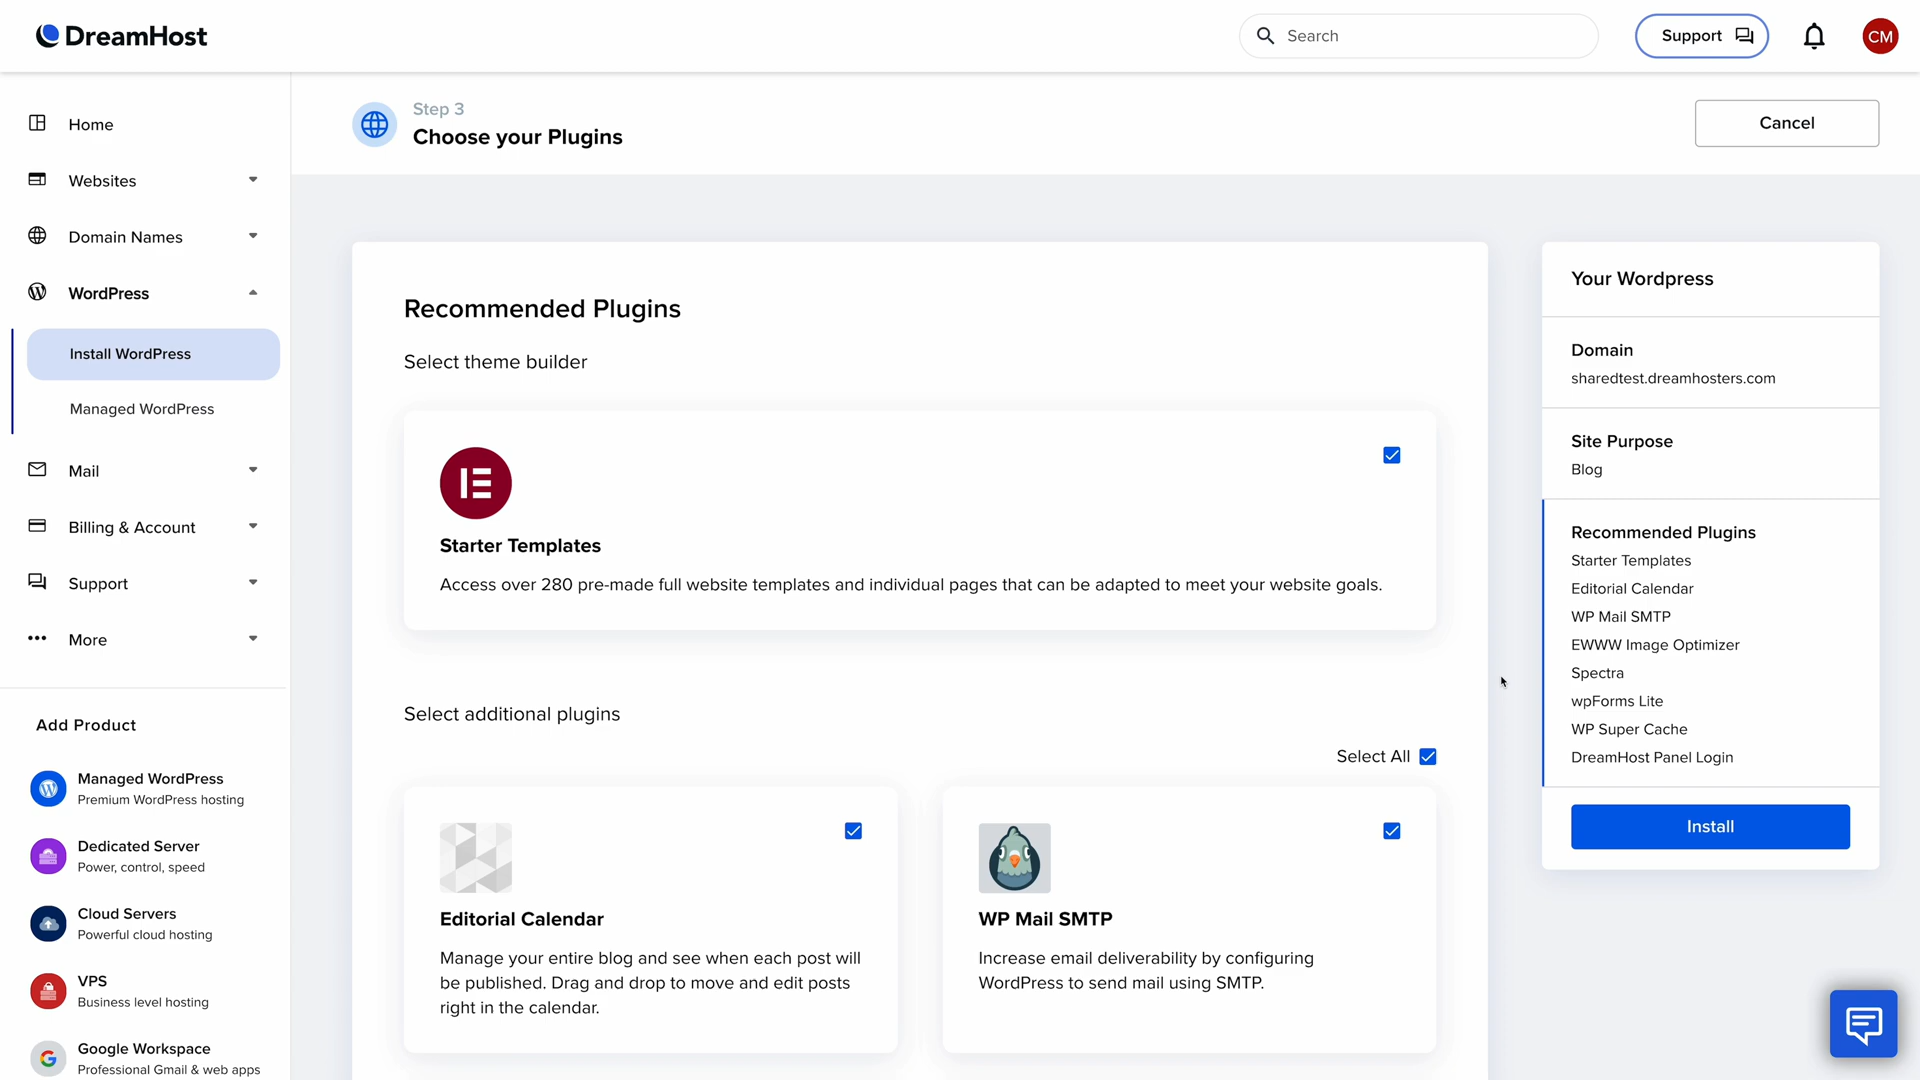 DreamHost
Search
Support
CM
Home
Websites
Domain Names
WordPress
Install WordPress
Managed WordPress
Mail
Billing & Account
Support
More
Add Product
Managed WordPress
Premium WordPress hosting
Dedicated Server
Power, control, speed
Cloud Servers
Powerful cloud hosting
VPS
Business level hosting
Google Workspace
Professional Gmail & web apps
Step 3
Choose your Plugins
Cancel
Recommended Plugins
Select theme builder
Starter Templates
Access over 280 pre-made full website templates and individual pages that can be adapted to meet your website goals.
Select additional plugins
Select All
Editorial Calendar
Manage your entire blog and see when each post will
be published. Drag and drop to move and edit posts
right in the calendar.
WP Mail SMTP
Increase email deliverability by configuring
WordPress to send mail using SMTP.
Your Wordpress
Domain
sharedtest.dreamhosters.com
Site Purpose
Blog
Recommended Plugins
Starter Templates
Editorial Calendar
WP Mail SMTP
EWWW Image Optimizer
Spectra
wpForms Lite
WP Super Cache
DreamHost Panel Login
Install